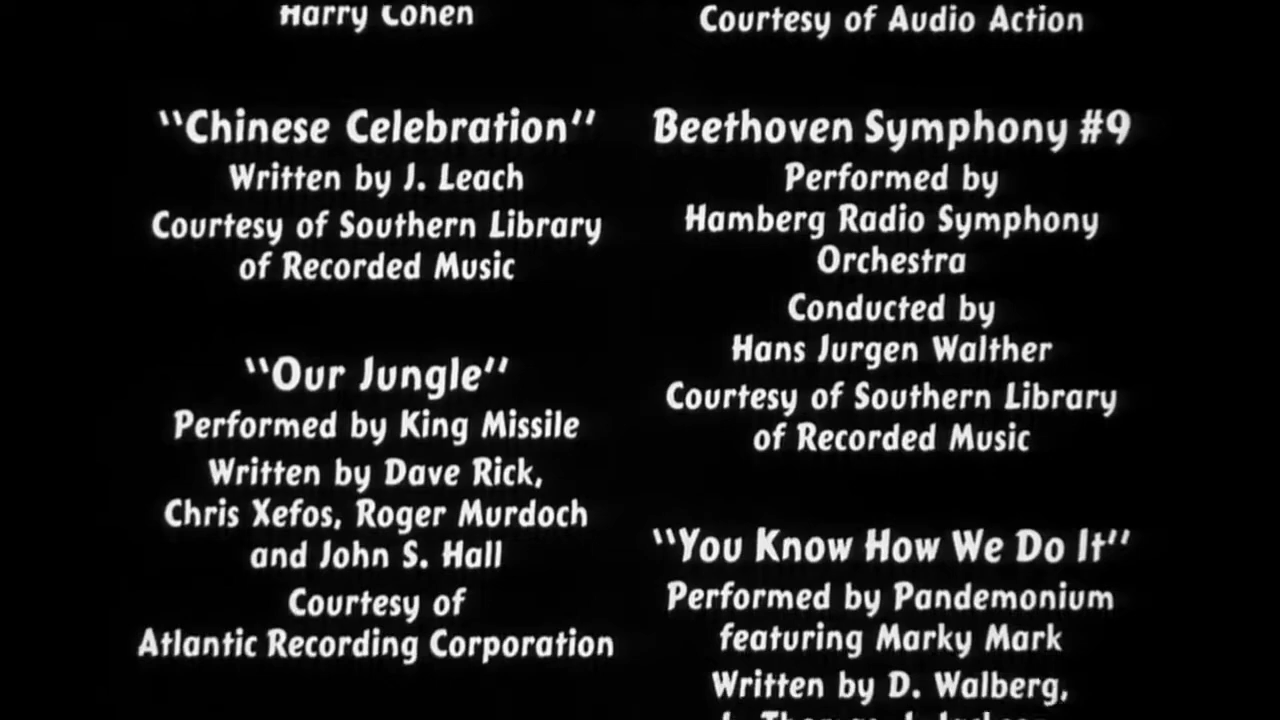 Harry Cohen
"Chinese Celebration"
Written by J. Leach
Courtesy of Southern Library
of Recorded Music
"Our Jungle"
Performed by King Missile
Written by Dave Rick,
Chris Xefos, Roger Murdoch
and John S. Hall
Courtesy of
Atlantic Recording Corporation
Courtesy of Audio Action
Beethoven Symphony #9
Performed by
Hamberg Radio Symphony
Orchestra
Conducted by
Hans Jurgen Walther
Courtesy of Southern Library
of Recorded Music
"You Know How We Do It"
Performed by Pandemonium
featuring Marky Mark
Written by D. Walberg,